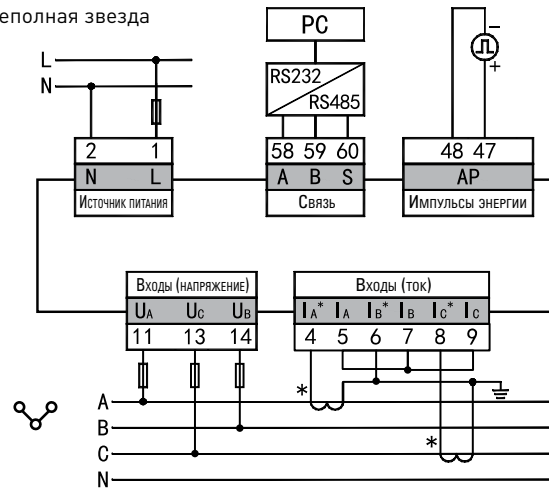 еполная звезда
PC
L
N
RS232
RS485
2 1
58 59 60
48 47
N L
A B S
AP
Источник питания
Связь
Импульсы энергии
Входы (напряжение)
Входы (ток)
UA UC UB
IA* IA IB* IB IC* IC
11 13 14
4 5 6 7 8 9
*
A
B
*
C
N